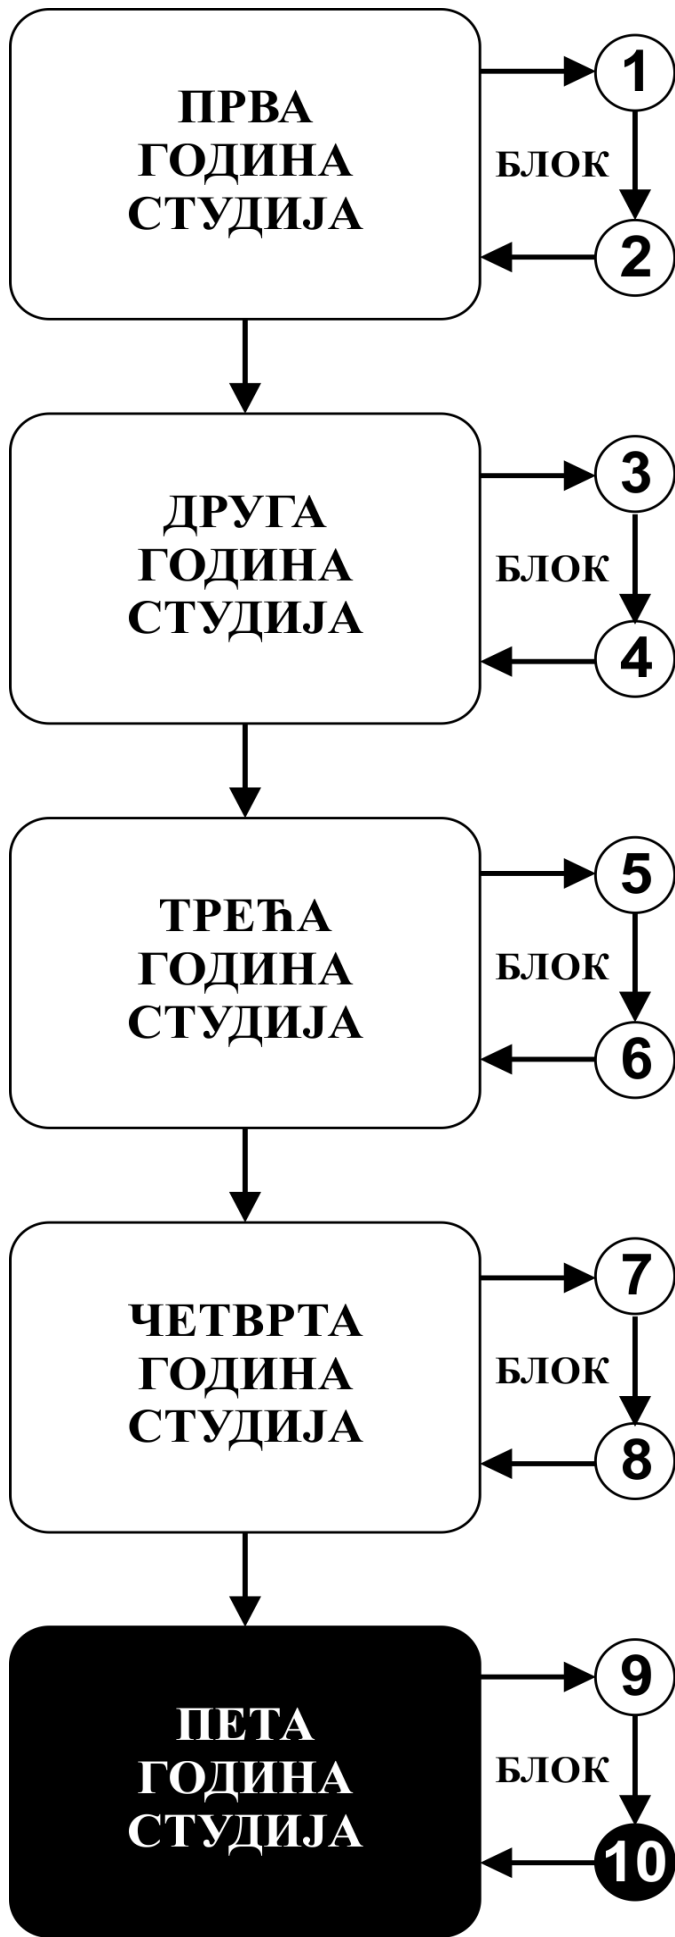 ПРВА
ГОДИНА
СТУДИЈА
1
БЛОК
2
ДРУГА
ГОДИНА
СТУДИЈА
3
БЛОК
4
ТРЕЋА
ГОДИНА
СТУДИЈА
5
БЛОК
6
ЧЕТВРТА
ГОДИНА
СТУДИЈА
7
БЛОК
8
ПЕТА
ГОДИНА
СТУДИЈА
9
БЛОК
10